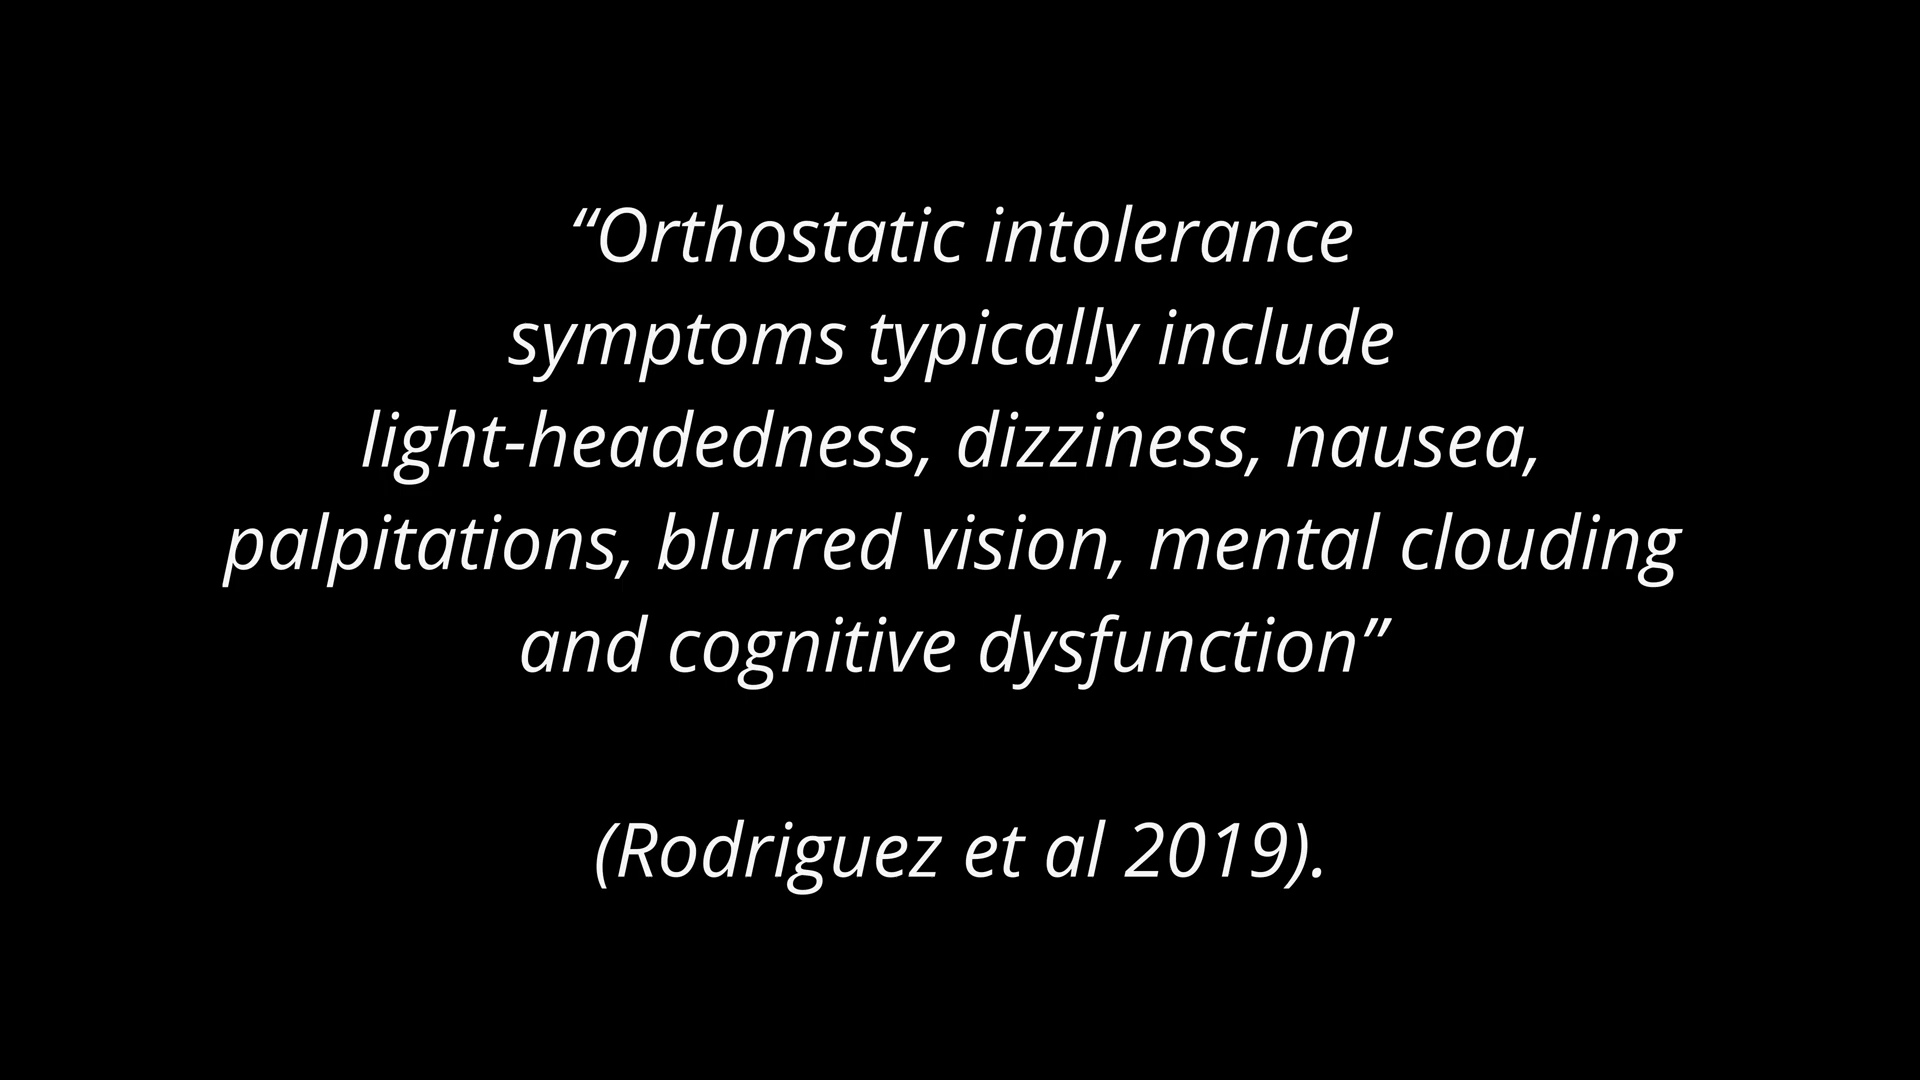 “Orthostatic intolerance
symptoms typically include
light-headedness, dizziness, nausea,
palpitations, blurred vision, mental clouding
and cognitive dysfunction”
(Rodriguez et al 2019).